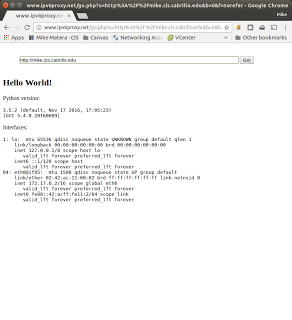 www.ipv6proxy.net/go.php?u=http%3A%2F%2Fmike.cis.cabrillo.edu&b=0&f=norefer - Google Chrome
www.ipv6proxy.net
Mike
www.ipv6proxy.net/go.php?u=http%3A%2F%2Fmike.cis.cabrillo.edu&b=0&f
Apps Mike Matera - OS Canvas Networking Aca VCenter Other bookmarks
http://mike.cis.cabrillo.edu Go!
Hello World!
Python version:
3.5.2 (default, Nov 17 2016, 17:05:23)
[GCC 5.4.0 20160609]
Interfaces:
1: lo: mtu 65536 qdisc noqueue state UNKNOWN group default qlen 1
link/loopback 00:00:00:00:00:00 brd 00:00:00:00:00:00
inet 127.0.0.1/8 scope host lo
valid_lft forever preferred_lft forever
inet6 ::1/128 scope host
valid_lft forever preferred_lft forever
84: eth0@if85: mtu 1500 qdisc noqueue state UP group default
link/ether 02:42:ac:11:00:02 brd ff:ff:ff:ff:ff:ff link-netnsid 0
inet 172.17.0.2/16 scope global eth0
valid_lft forever preferred_lft forever
inet6 fe80::42:acff:fe11:2/64 scope link
valid_lft forever preferred_lft forever